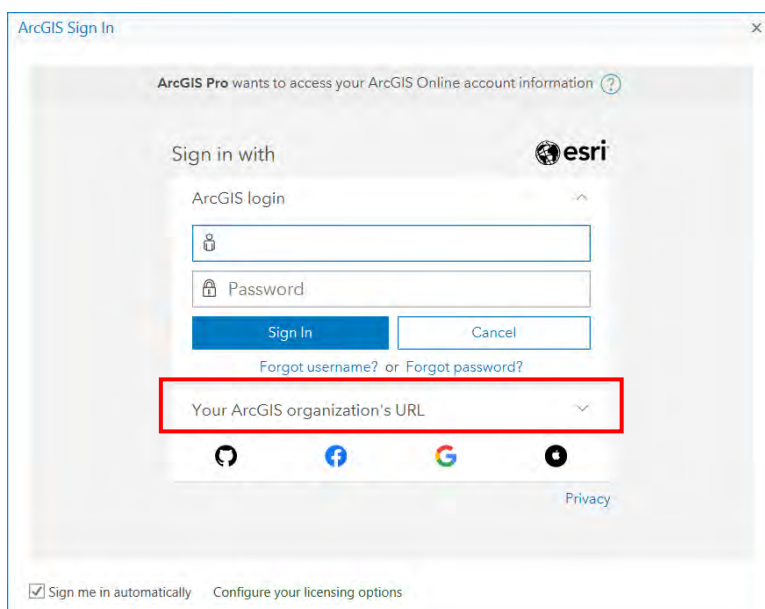 ArcGIS Sign In
ArcGIS Pro wants to access your ArcGIS Online account information ?
Sign in with
esri
ArcGIS login
Password
Sign In
Cancel
Forgot username? or Forgot password?
Your ArcGIS organization's URL
Privacy
Sign me in automatically
Configure your licensing options